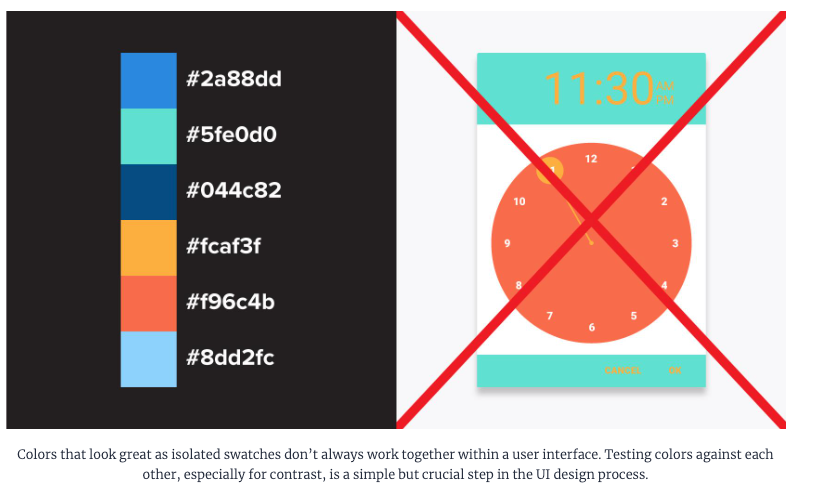 #2a88dd
#5fe0d0
#044c82
#fcaf3f
#f96c4b
#8dd2fc
11:30
AM
PM
12
2
3
4
5
6
7
8
9
10
CANCEL OK
Colors that look great as isolated swatches don’t always work together within a user interface. Testing colors against each
other, especially for contrast, is a simple but crucial step in the UI design process.